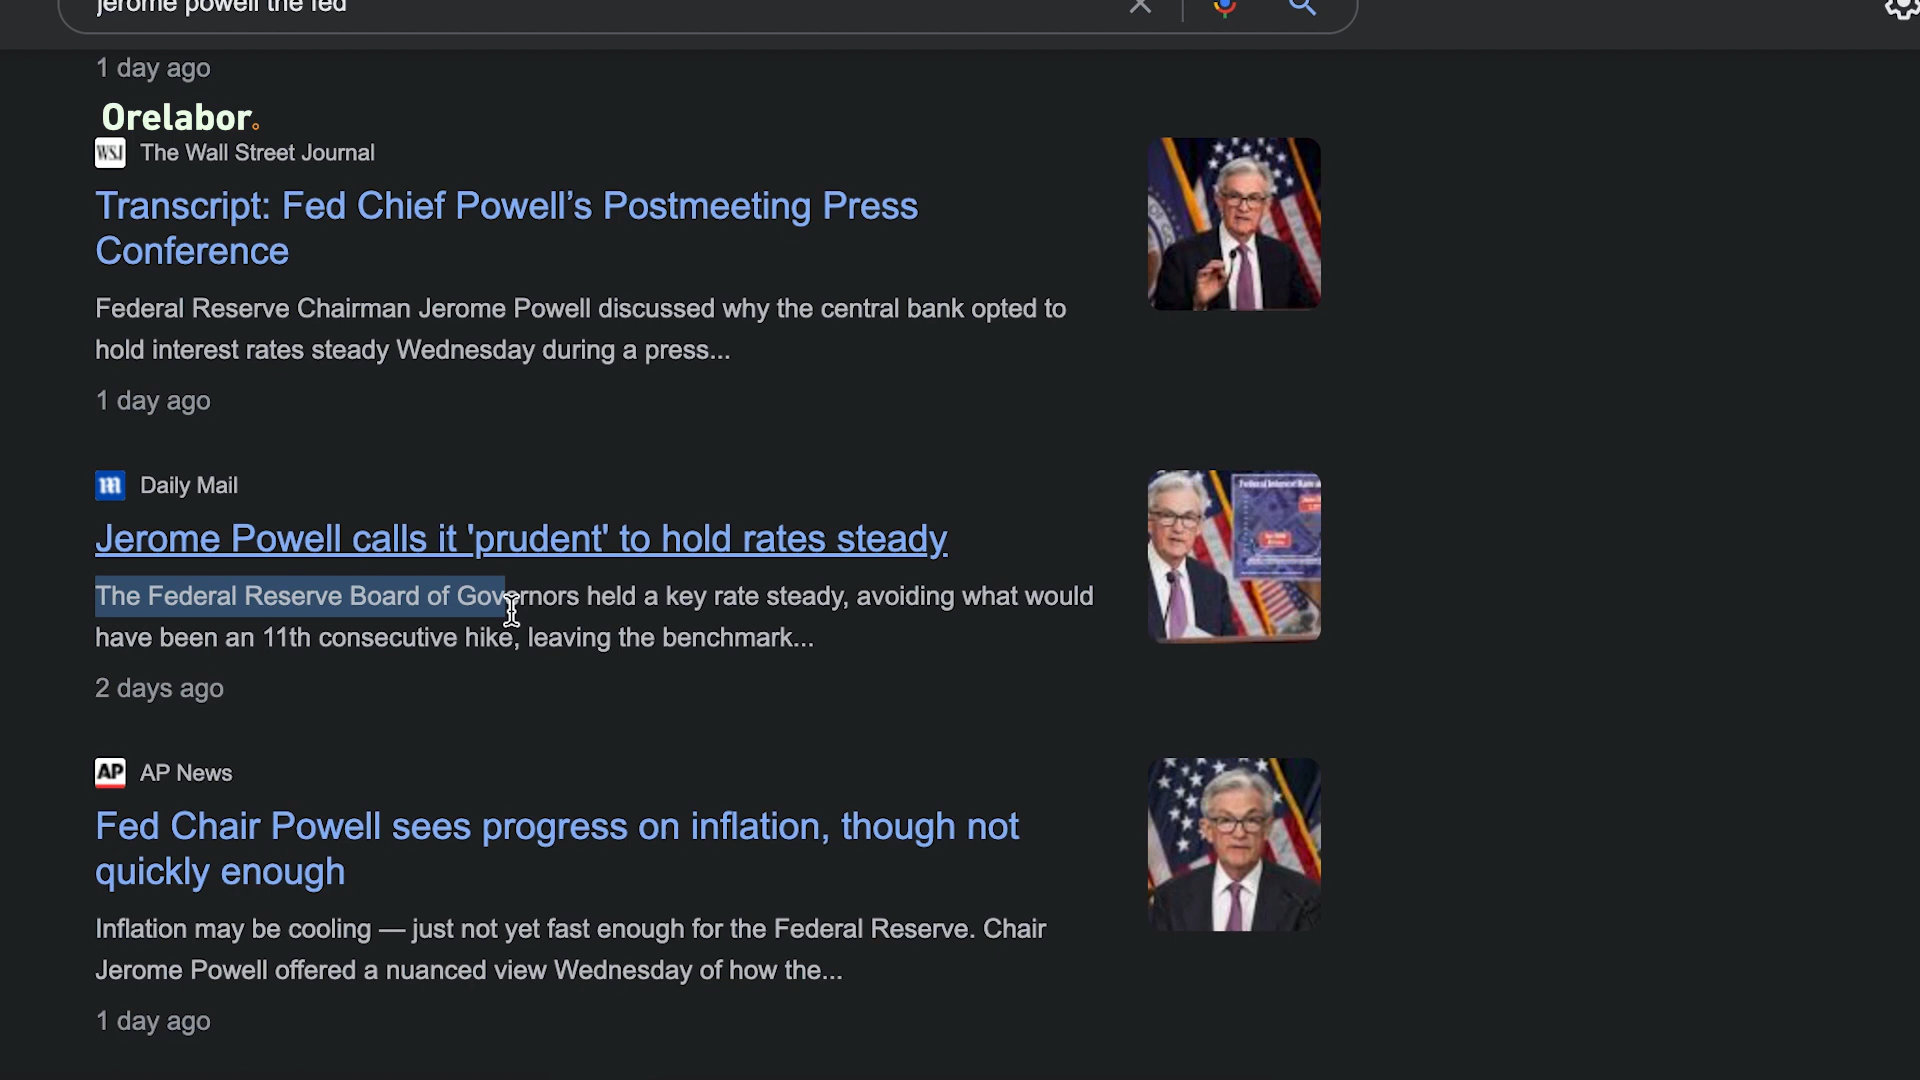 jerome powell the fed
1 day ago
Orelabor.
WSJ The Wall Street Journal
Transcript: Fed Chief Powell’s Postmeeting Press
Conference
Federal Reserve Chairman Jerome Powell discussed why the central bank opted to
hold interest rates steady Wednesday during a press...
1 day ago
m Daily Mail
Jerome Powell calls it 'prudent' to hold rates steady
The Federal Reserve Board of Governors held a key rate steady, avoiding what would
have been an 11th consecutive hike, leaving the benchmark...
2 days ago
AP AP News
Fed Chair Powell sees progress on inflation, though not
quickly enough
Inflation may be cooling — just not yet fast enough for the Federal Reserve. Chair
Jerome Powell offered a nuanced view Wednesday of how the...
1 day ago